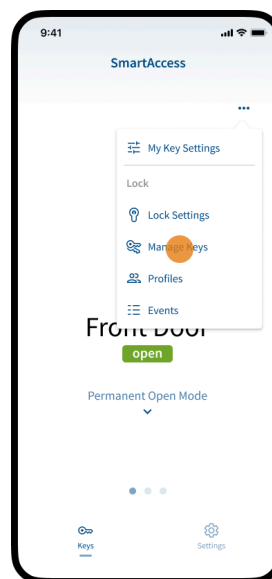 9:41
SmartAccess
My Key Settings
Lock
Lock Settings
Manage Keys
Profiles
Events
Front Door
open
Permanent Open Mode
Keys
Settings